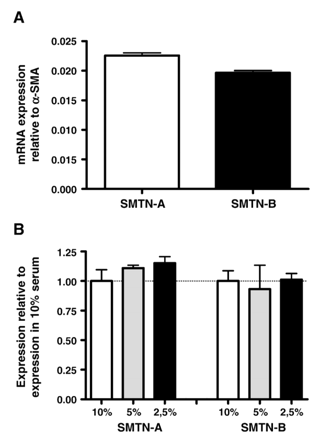 A
0.025
0.020
0.015
0.010
0.015
0.000
mRNA expression
relative to α-SMA
SMTN-A
SMTN-B
B
1.25
1.00
0.75
0.50
0.25
0.00
Expression relative to
expression in 10% serum
10% 5% 2,5% 10% 5% 2,5%
SMTN-A SMTN-B